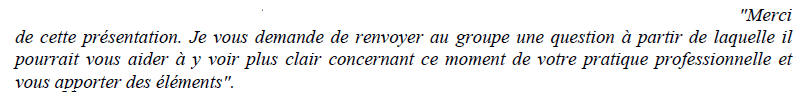 "Merci
de cette présentation. Je vous demande de renvoyer au groupe une question à partir de laquelle il
pourrait vous aider à y voir plus clair concernant ce moment de votre pratique professionnelle et
vous apporter des éléments".